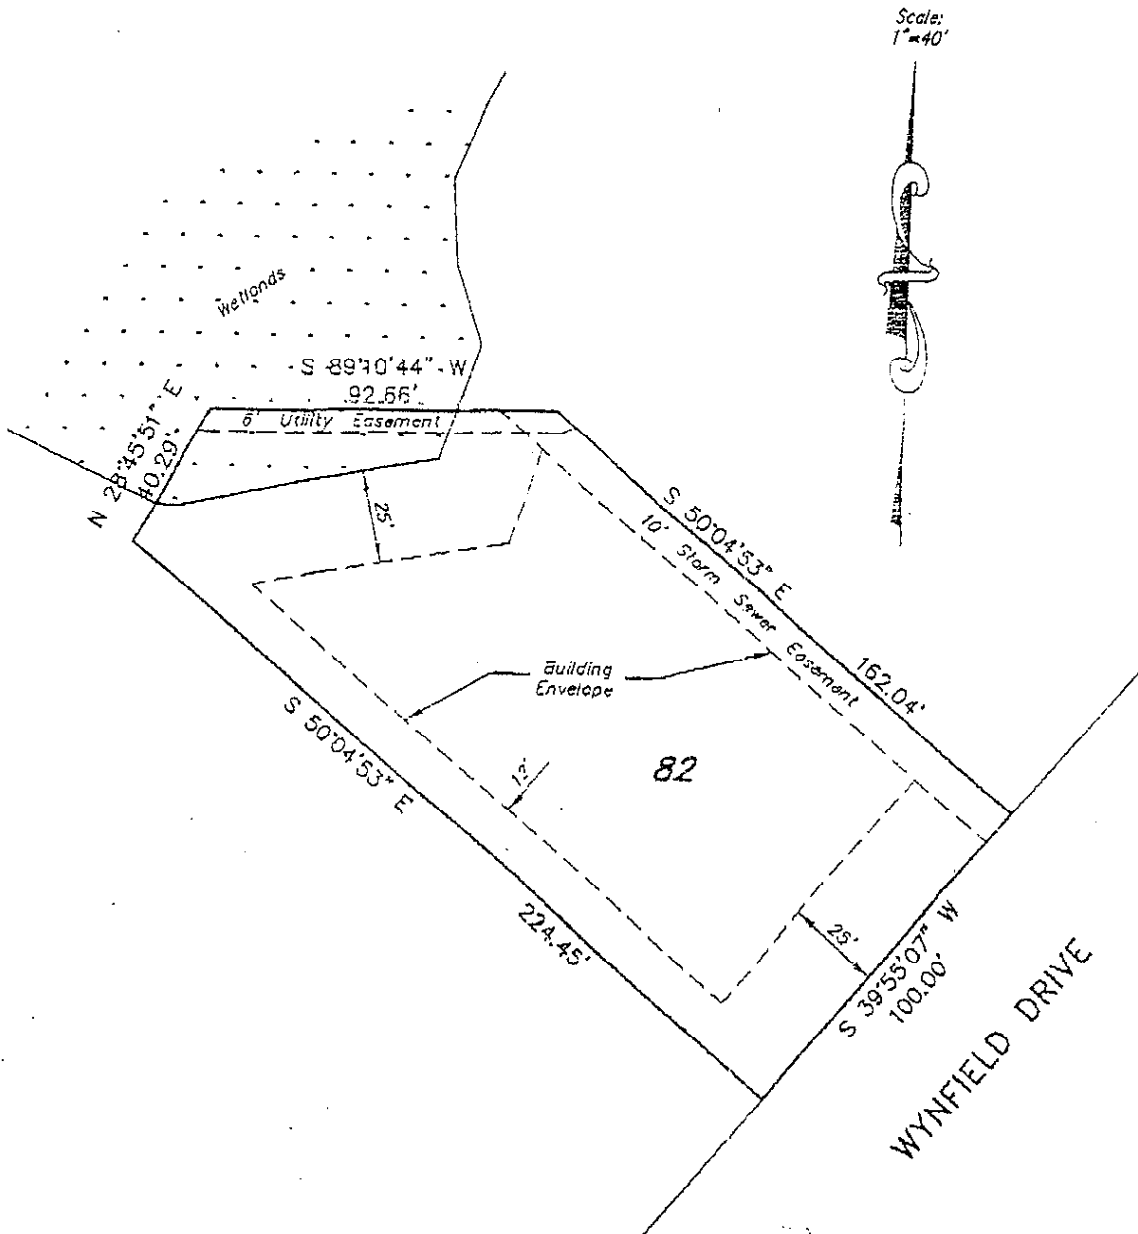 Scale:
1"=40'
Wetlands
S 89°10'44" W
92.66'
6' Utility Easement
N 28°45'51" E
40.29'
25'
S 50°04'53" E
10' Storm Sewer Easement
162.04'
Building
Envelope
S 50°04'53" E
12'
82
224.45'
25'
S 39°55'07" W
100.00'
WYNFIELD DRIVE